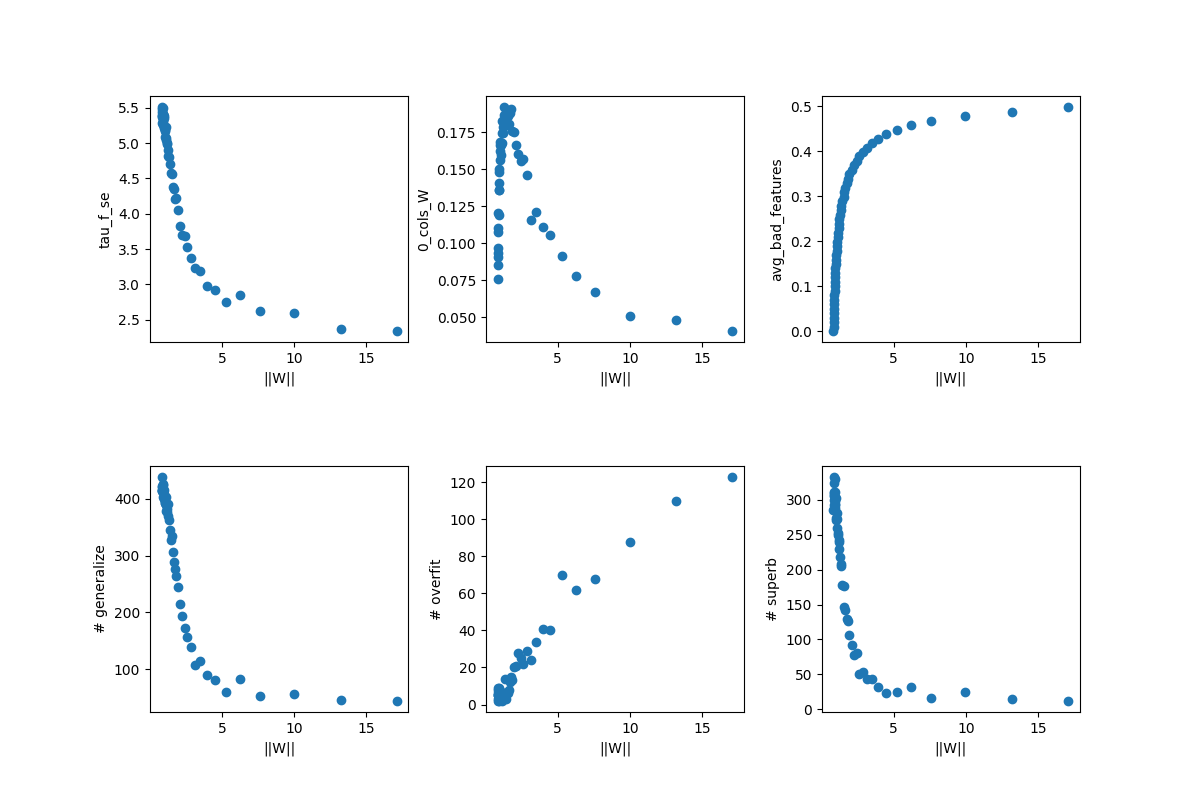 5.5
5.0
4.5
4.0
3.5
3.0
2.5
tau_f_se
5 10 15
||W||
0.175
0.150
0.125
0.100
0.075
0.050
0_cols_W
5 10 15
||W||
0.5
0.4
0.3
0.2
0.1
0.0
avg_bad_features
5 10 15
||W||
400
300
200
100
# generalize
5 10 15
||W||
120
100
80
60
40
20
0
# overfit
5 10 15
||W||
300
250
200
150
100
50
0
# superb
5 10 15
||W||